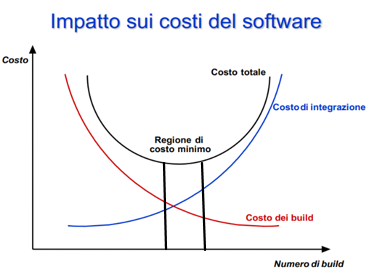 Impatto sui costi del software
Costo
Costo totale
Costo di integrazione
Regione di
costo minimo
Costo dei build
Numero di build